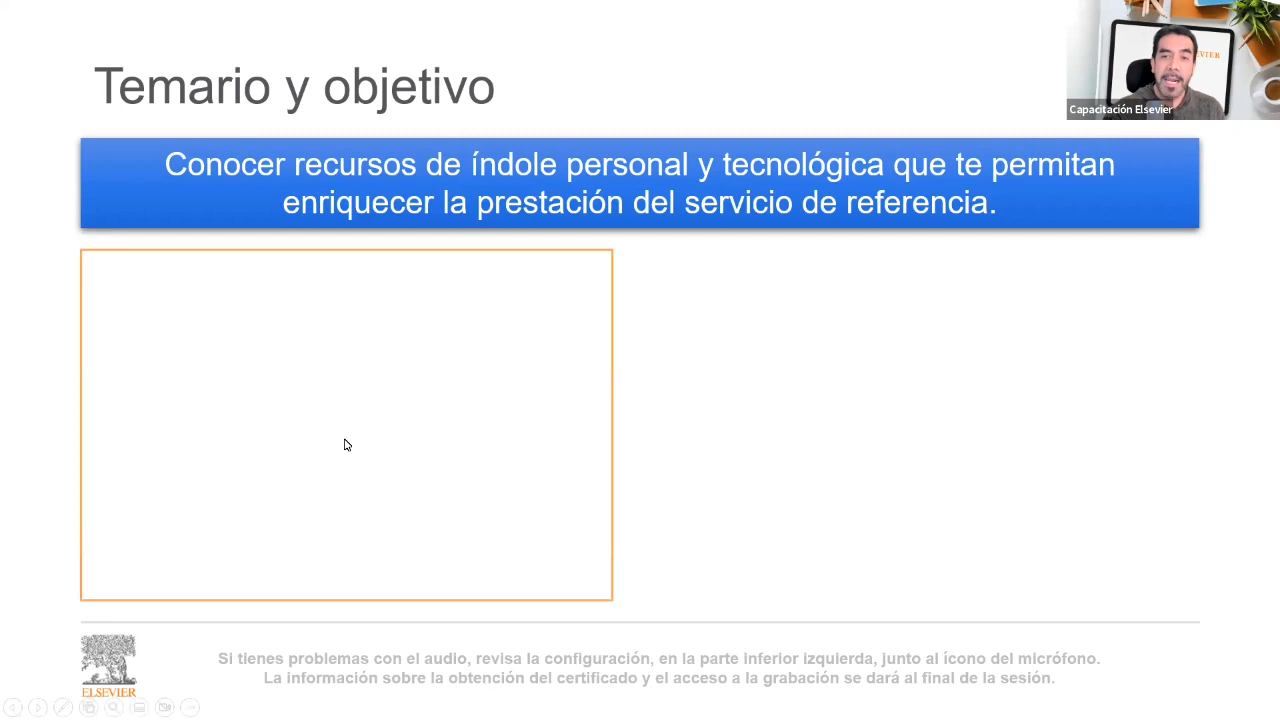 Temario y objetivo
Capacitación Elsevier
Conocer recursos de índole personal y tecnológica que te permitan
enriquecer la prestación del servicio de referencia.
ELSEVIER
Si tienes problemas con el audio, revisa la configuración, en la parte inferior izquierda, junto al ícono del micrófono.
La información sobre la obtención del certificado y el acceso a la grabación se dará al final de la sesión.